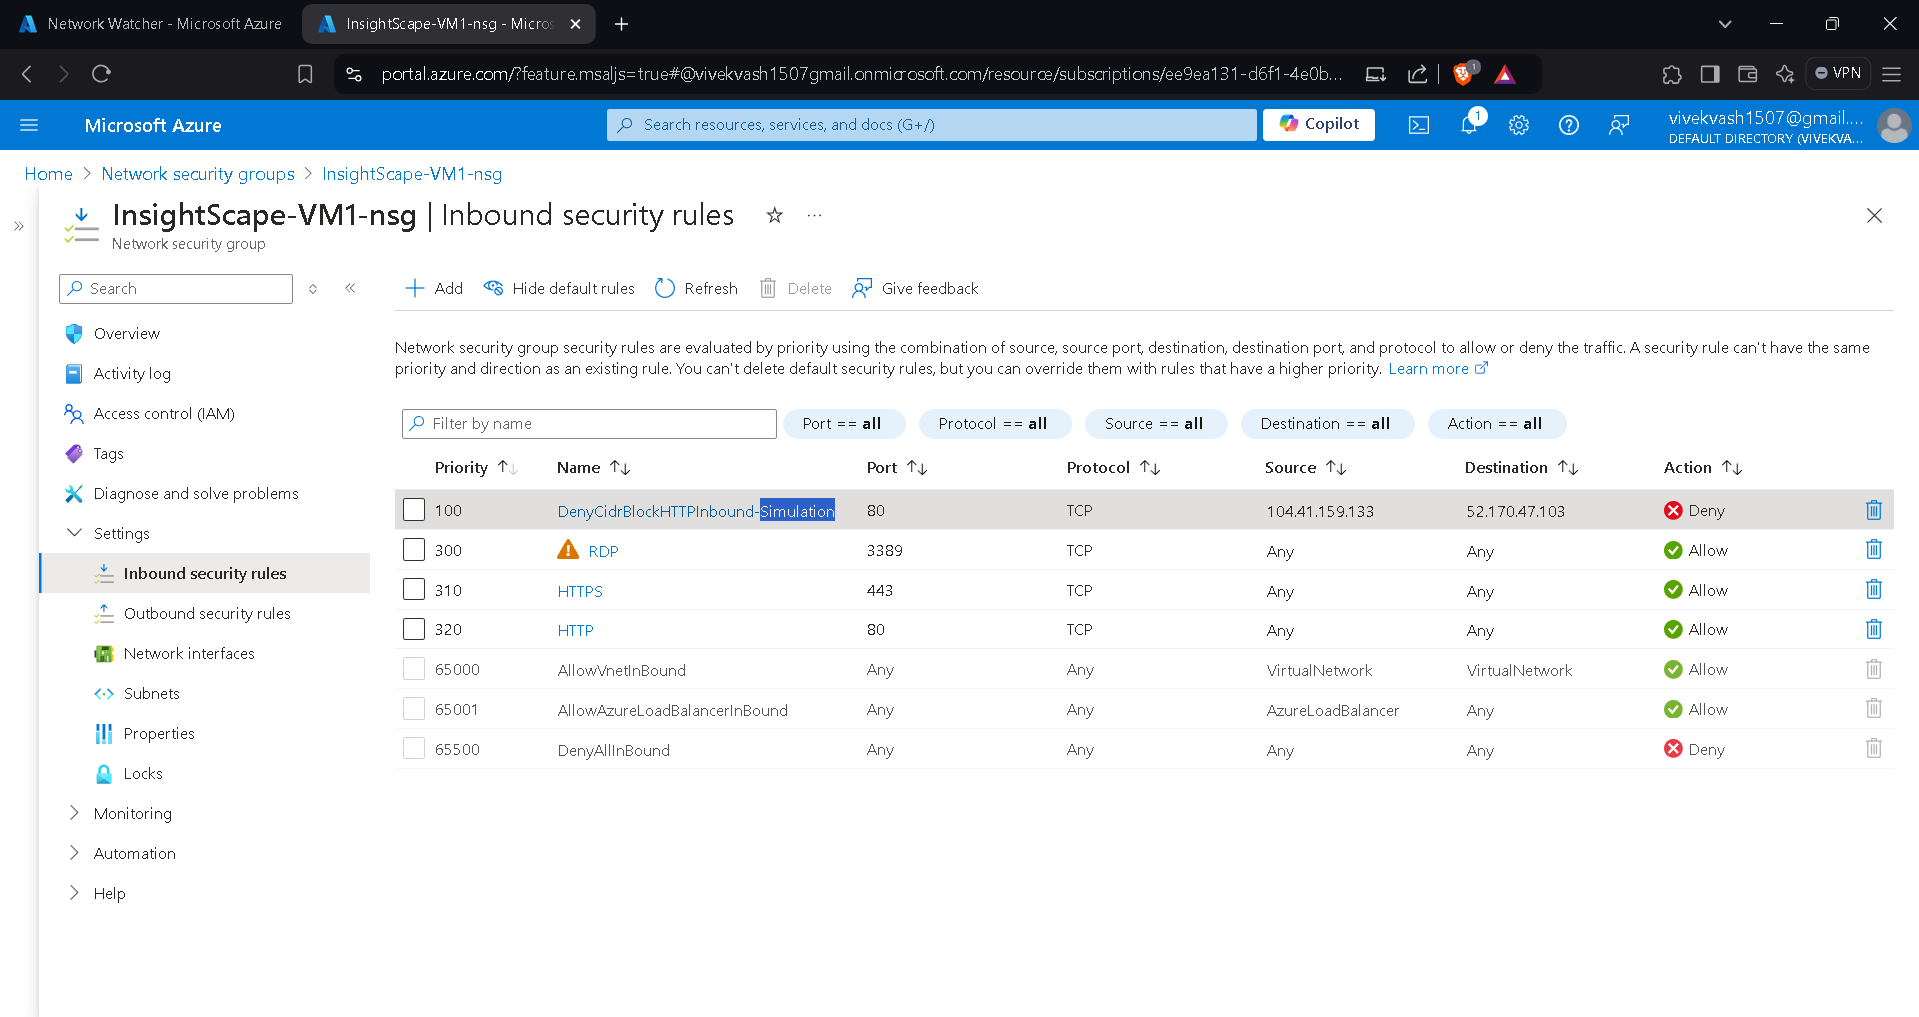 Network Watcher - Microsoft Azure
InsightScape-VM1-nsg - Micros
portal.azure.com/?feature.msaljs=true#@vivekvash1507gmail.onmicrosoft.com/resource/subscriptions/ee9ea131-d6f1-4e0b...
1
VPN
Microsoft Azure
Search resources, services, and docs (G+/)
Copilot
1
vivekvash1507@gmail....
DEFAULT DIRECTORY (VIVEKVA...
Home > Network security groups > InsightScape-VM1-nsg
InsightScape-VM1-nsg | Inbound security rules
Network security group
Search
Add
Hide default rules
Refresh
Delete
Give feedback
Overview
Activity log
Access control (IAM)
Tags
Diagnose and solve problems
Settings
Inbound security rules
Outbound security rules
Network interfaces
Subnets
Properties
Locks
Monitoring
Automation
Help
Network security group security rules are evaluated by priority using the combination of source, source port, destination, destination port, and protocol to allow or deny the traffic. A security rule can't have the same
priority and direction as an existing rule. You can't delete default security rules, but you can override them with rules that have a higher priority. Learn more
Filter by name
Port == all
Protocol == all
Source == all
Destination == all
Action == all
Priority Name Port Protocol Source Destination Action
100 DenyCidrBlockHTTPInbound-Simulation 80 TCP 104.41.159.133 52.170.47.103 Deny
300 RDP 3389 TCP Any Any Allow
310 HTTPS 443 TCP Any Any Allow
320 HTTP 80 TCP Any Any Allow
65000 AllowVnetInBound Any Any VirtualNetwork VirtualNetwork Allow
65001 AllowAzureLoadBalancerInBound Any Any AzureLoadBalancer Any Allow
65500 DenyAllInBound Any Any Any Any Deny